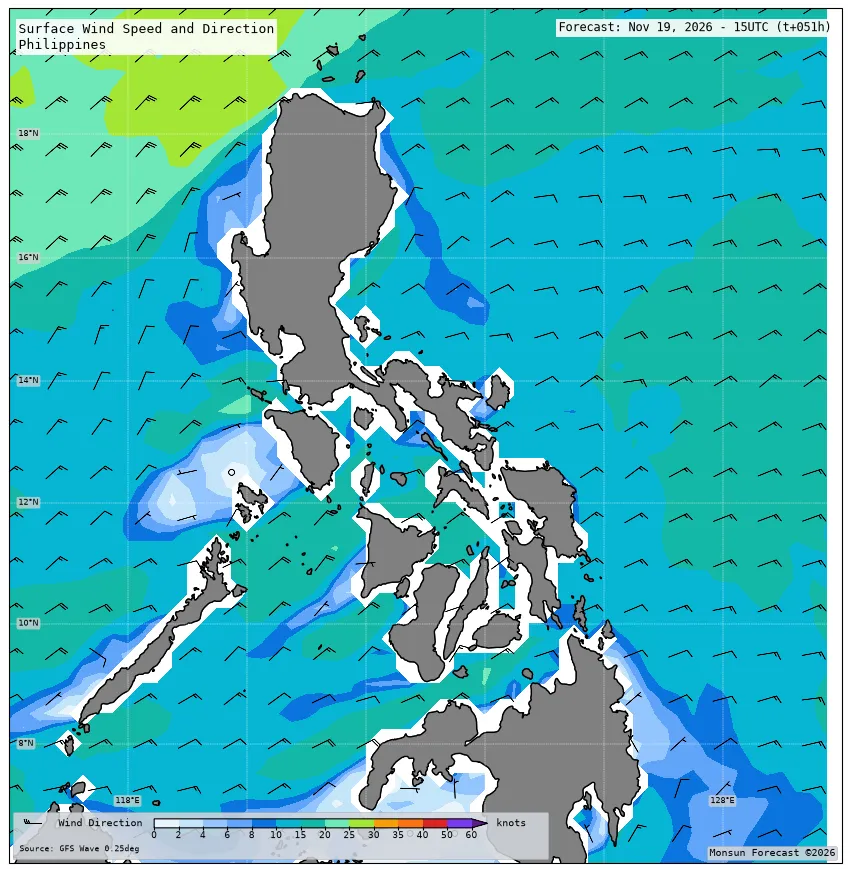 Surface Wind Speed and Direction
Philippines
Forecast: Nov 19, 2026 - 15UTC (t+051h)
18°N
16°N
14°N
12°N
10°N
8°N
118°E
128°E
Wind Direction
0 2 4 6 8 10 15 20 25 30 35 40 50 60
knots
Source: GFS Wave 0.25deg
Monsun Forecast ©2026